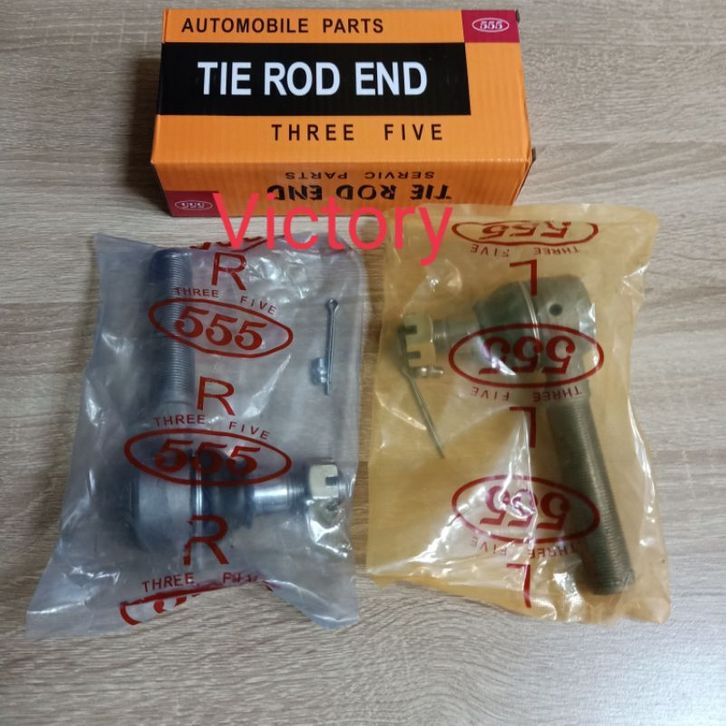 AUTOMOBILE PARTS
555
TIE ROD END
THREE FIVE
TIE ROD END
SERVIC PARTS
555
Victory
R
THREE FIVE
555
R
THREE FIVE
555
R
THREE
555
THREE FIVE
L
555
THREE FIVE
L
555
THREE FIVE
L